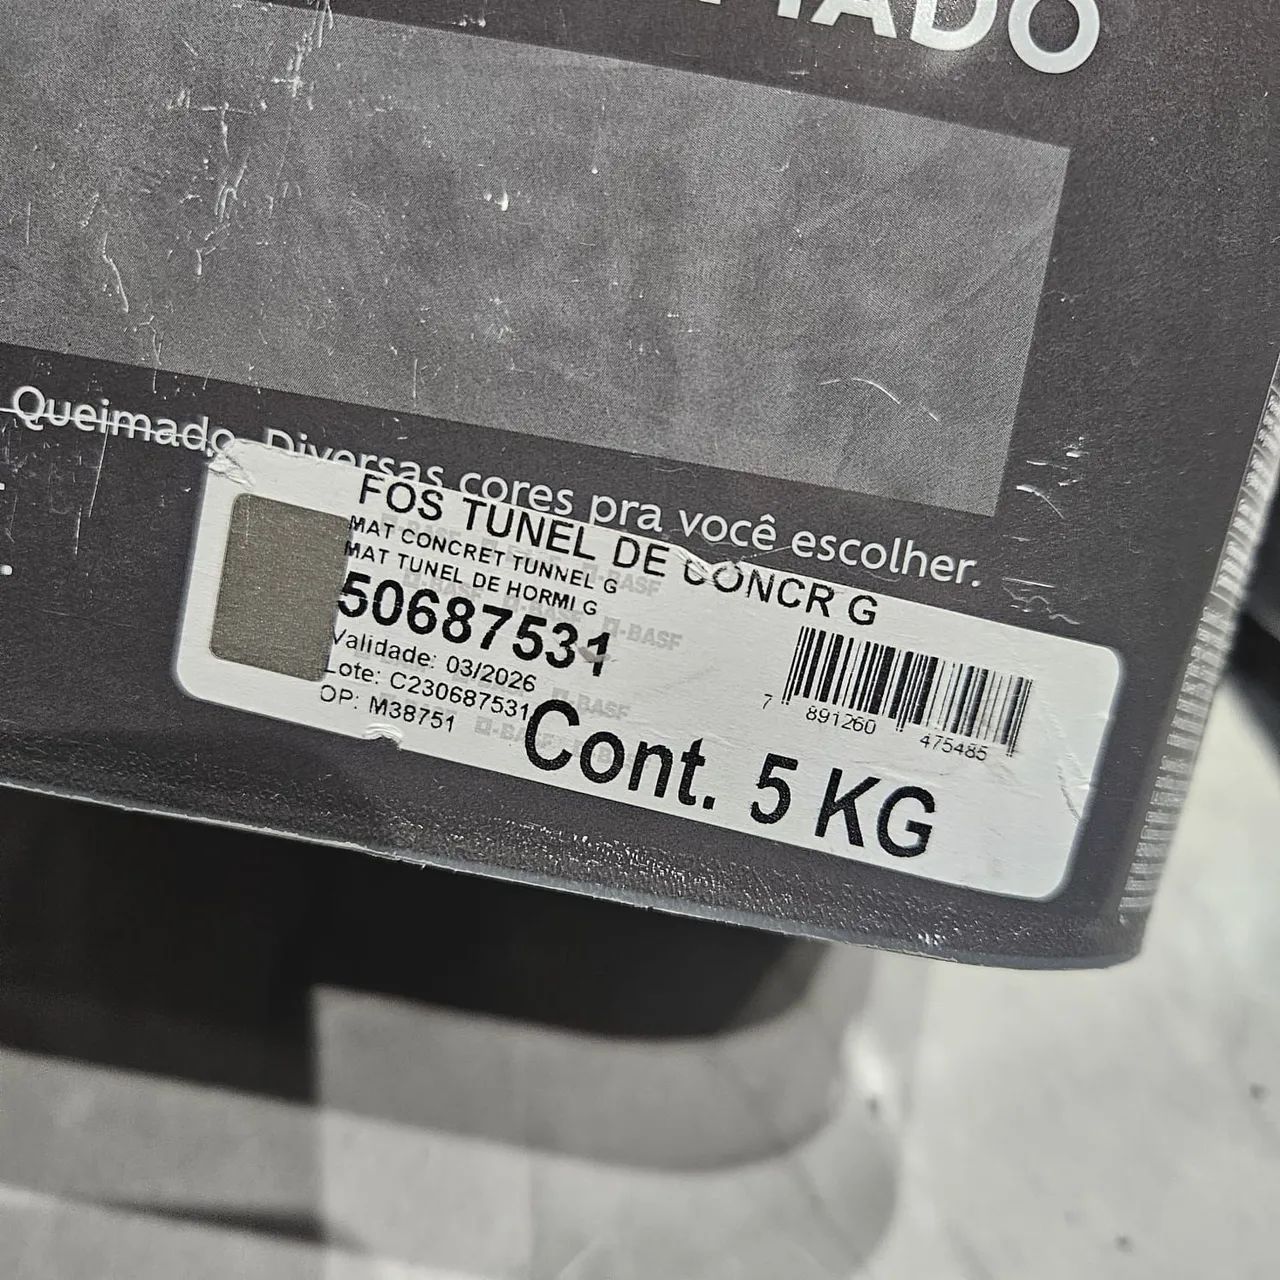 Queimado. Diversas cores pra você escolher.
FOS TUNEL DE CONCR G
MAT CONCRET TUNNEL G
MAT TUNEL DE HORMI G
50687531
Validade: 03/2026
Lote: C230687531
OP: M38751
Cont. 5 KG
7 891260 475485